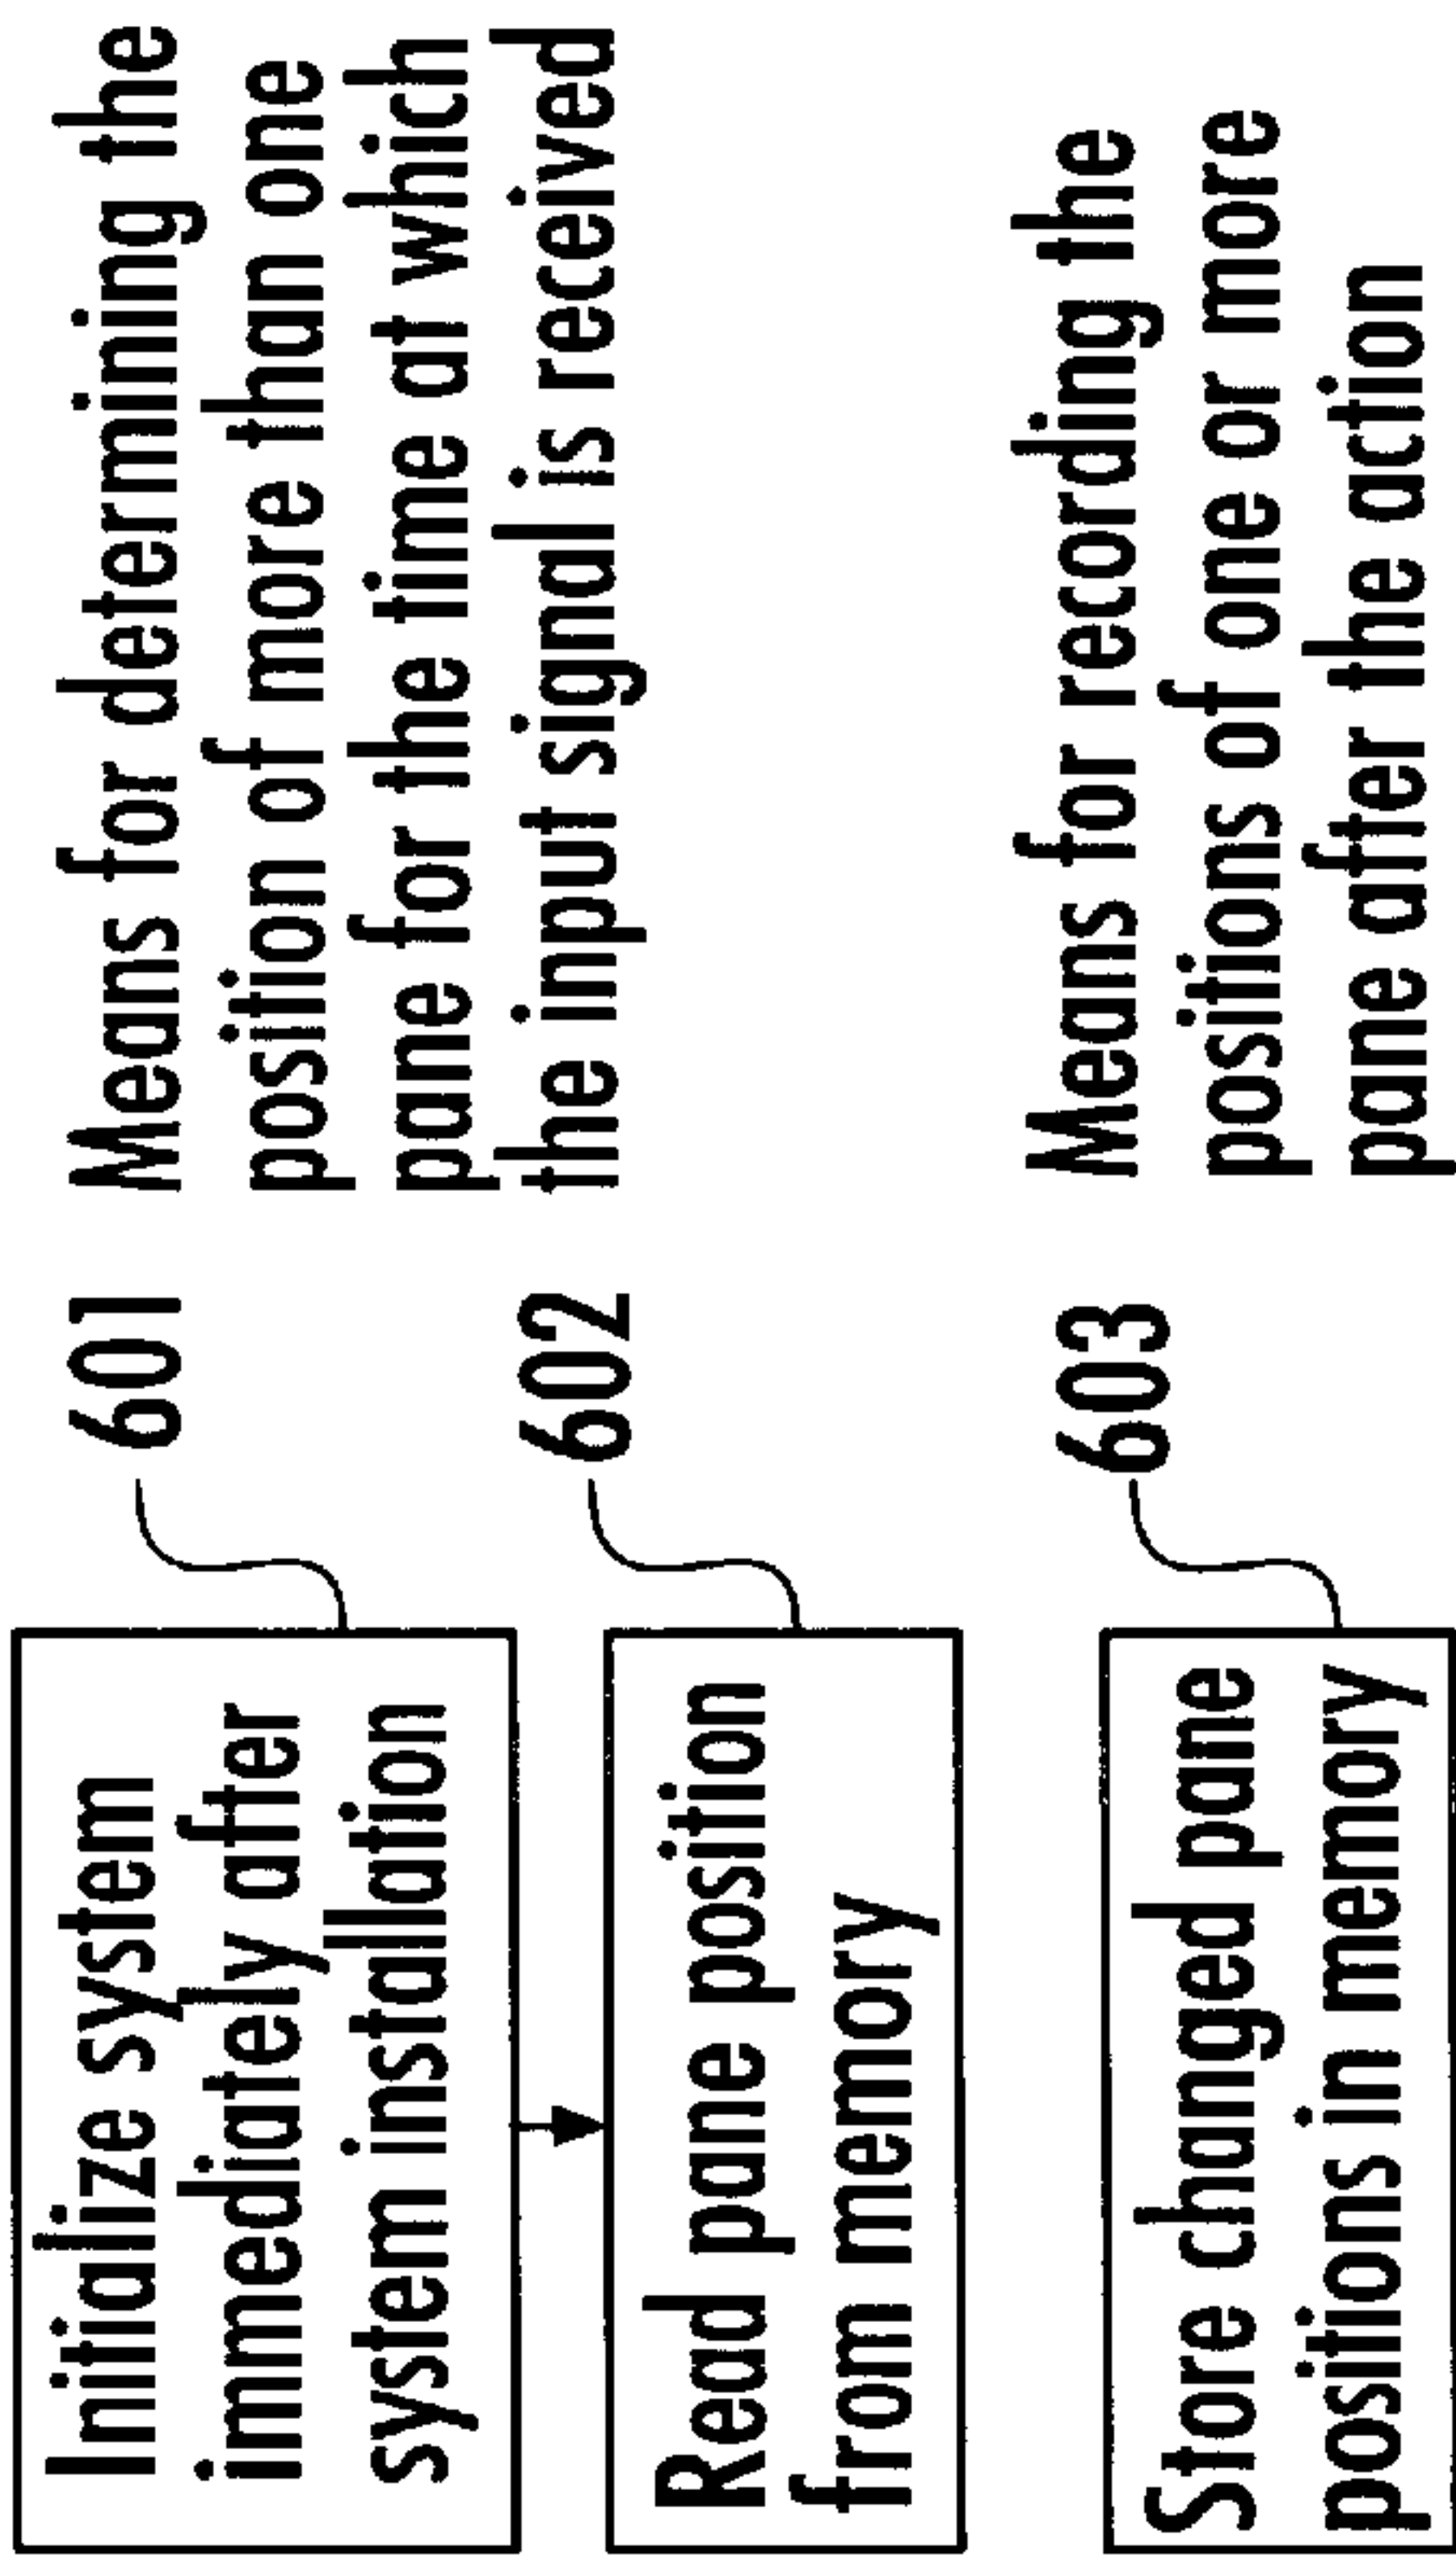 Initialize system
immediately after
system installation
601
Means for determining the
position of more than one
pane for the time at which
the input signal is received
Read pane position
from memory
602
Store changed pane
positions in memory
603
Means for recording the
positions of one or more
pane after the action